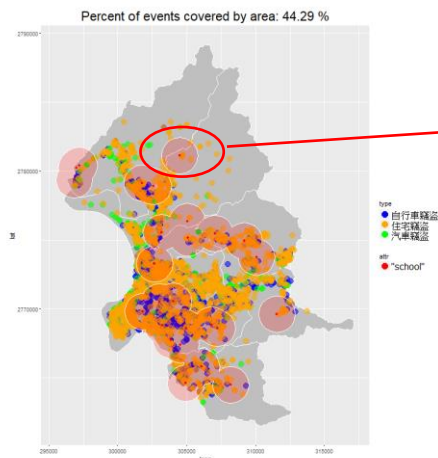 Percent of events covered by area: 44.29 %
2790000
2780000
2770000
lat
295000 300000 305000 310000 315000
type
自行車竊盜
住宅竊盜
汽車竊盜
attr
"school"